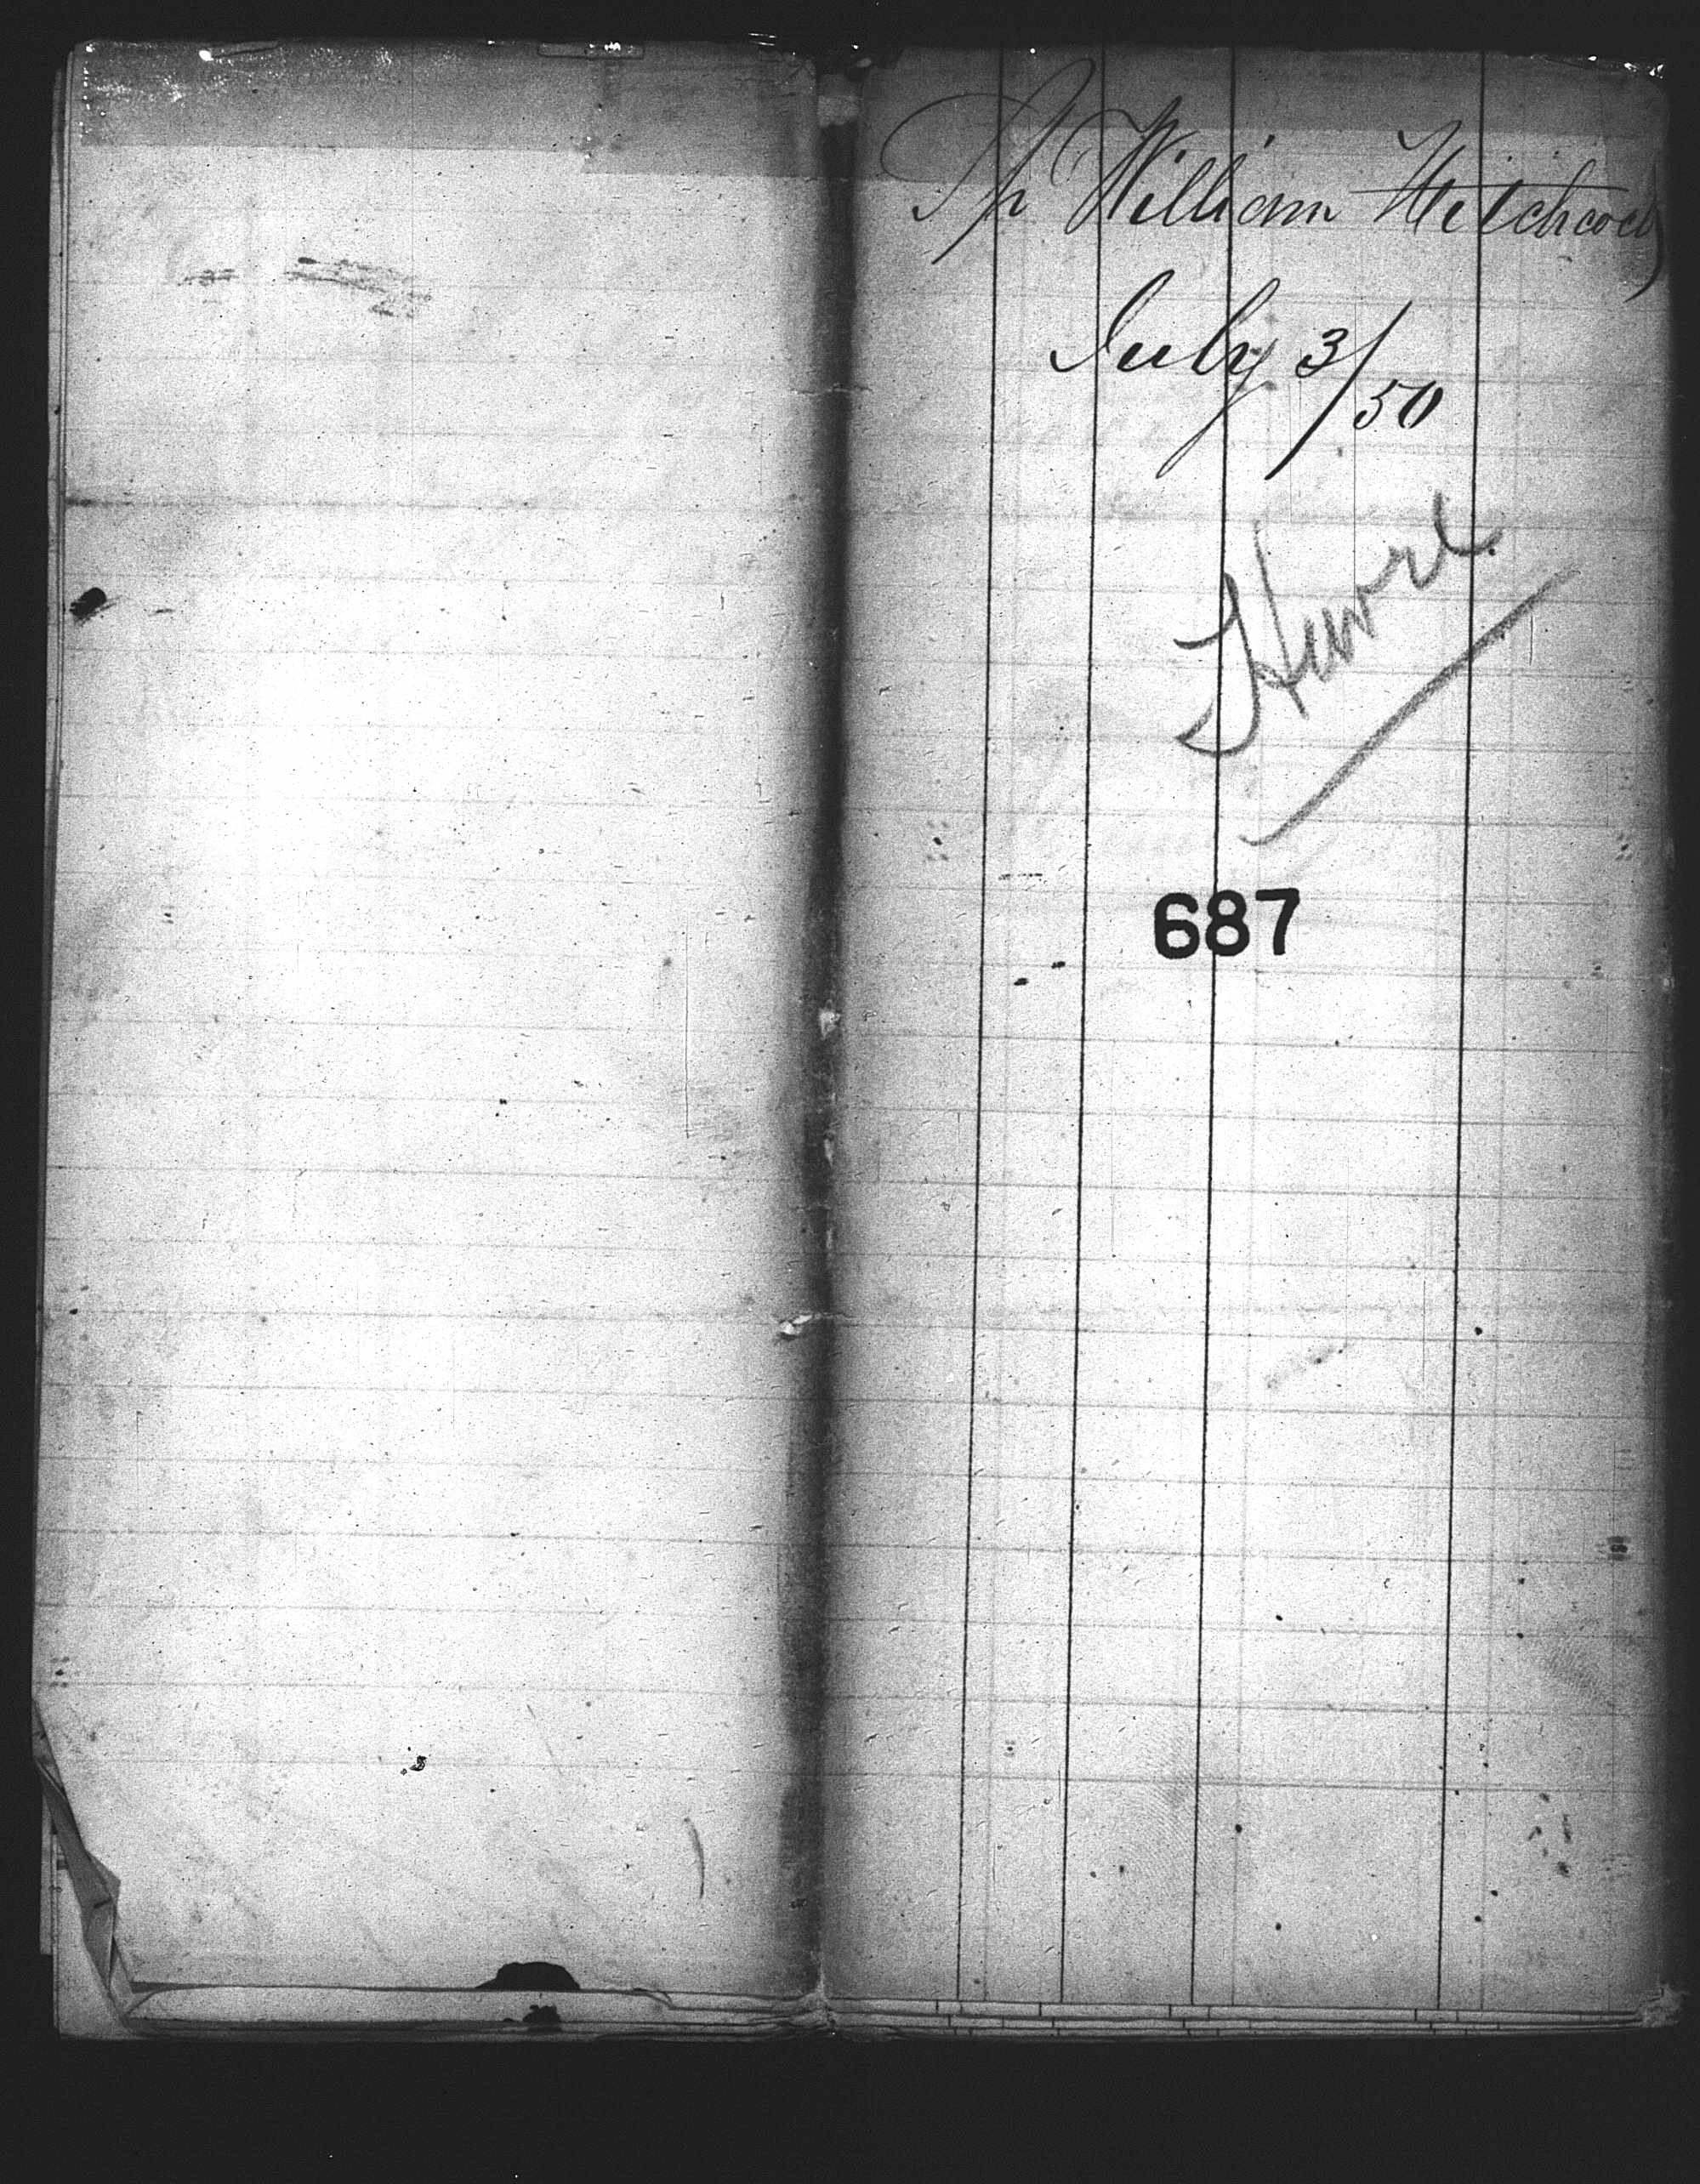 Sp William Hitchcock
July 3/50
Havre
687